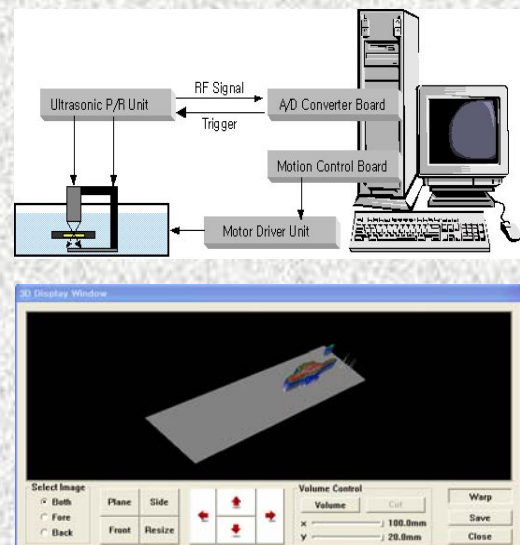 RF Signal
Ultrasonic P/R Unit
A/D Converter Board
Trigger
Motion Control Board
Motor Driver Unit
3D Display Window
Select Image
Both
Fore
Back
Plane
Side
Front
Resize
Volume Control
Volume
Cut
x
100.0mm
y
20.0mm
Warp
Save
Close